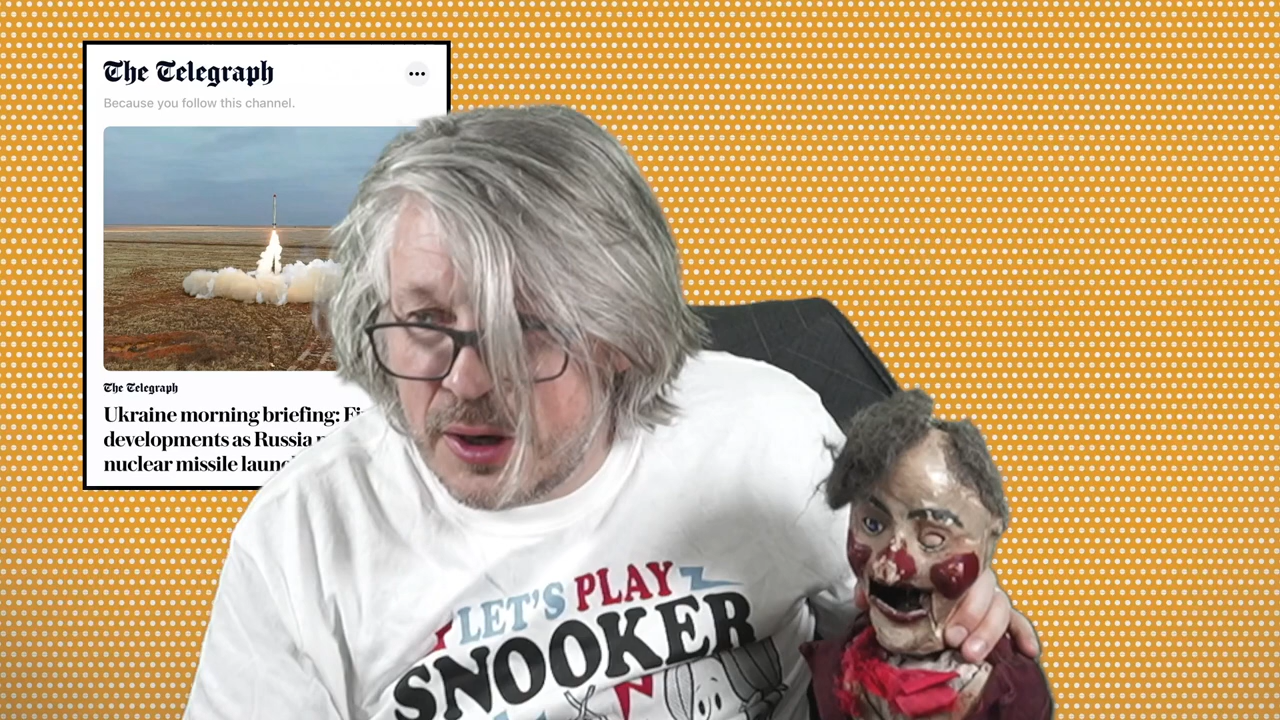 The Telegraph
Because you follow this channel.
The Telegraph
Ukraine morning briefing:
developments as Russia
nuclear missile
LET'S PLAY
SNOOKER